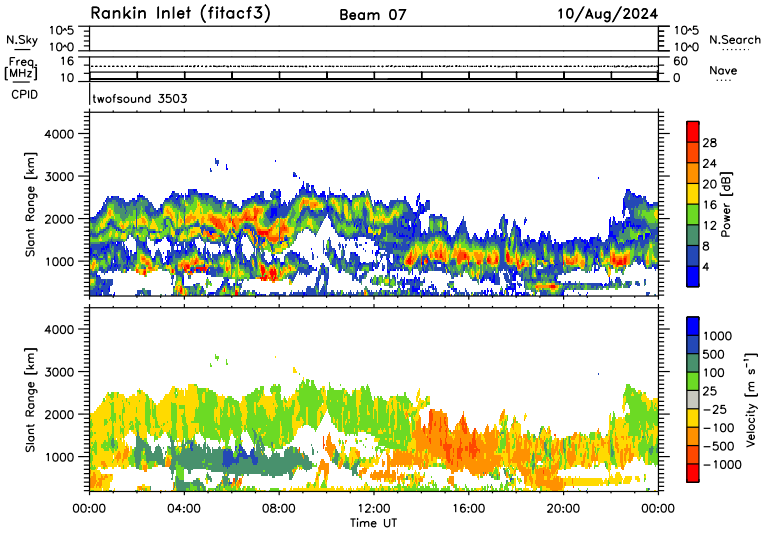 Rankin Inlet (fitacf3) Beam 07 10/Aug/2024
10^5 10^5
N.Sky 10^0 10^0 N.Search
Freq. 16 60
[MHz] 10 0 Nave
CPID twofsound 3503
4000
3000
2000
1000
Slant Range [km]
28
24
20
16
12
8
4
Power [dB]
4000
3000
2000
1000
Slant Range [km]
1000
500
100
25
−25
−100
−500
−1000
Velocity [m s⁻¹]
00:00 04:00 08:00 12:00 16:00 20:00 00:00
Time UT